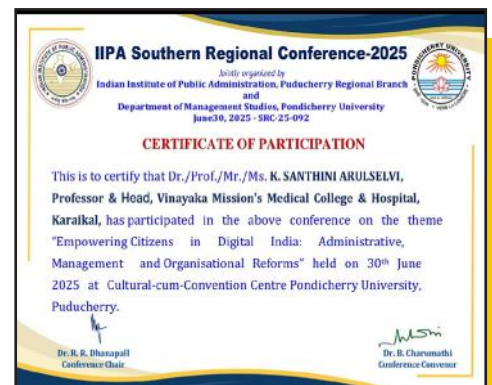 IIPA Southern Regional Conference-2025
Jointly organized by
Indian Institute of Public Administration, Puducherry Regional Branch
and
Department of Management Studies, Pondicherry University
June30, 2025 - SRC-25-092
CERTIFICATE OF PARTICIPATION
This is to certify that Dr./Prof./Mr./Ms. K. SANTHINI ARULSELVI,
Professor & Head, Vinayaka Mission's Medical College & Hospital,
Karaikal, has participated in the above conference on the theme
"Empowering Citizens in Digital India: Administrative,
Management and Organisational Reforms" held on 30th June
2025 at Cultural-cum-Convention Centre Pondicherry University,
Puducherry.
Dr. R. R. Dhanapall
Conference Chair
Dr. B. Charumathi
Conference Convenor
PONDICHERRY UNIVERSITY